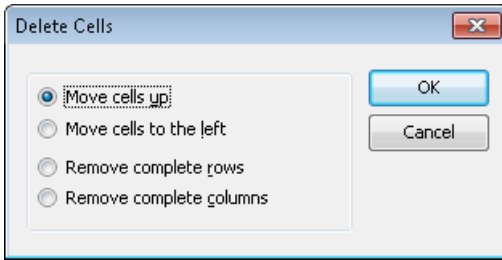 Delete Cells
Move cells up
OK
Move cells to the left
Cancel
Remove complete rows
Remove complete columns